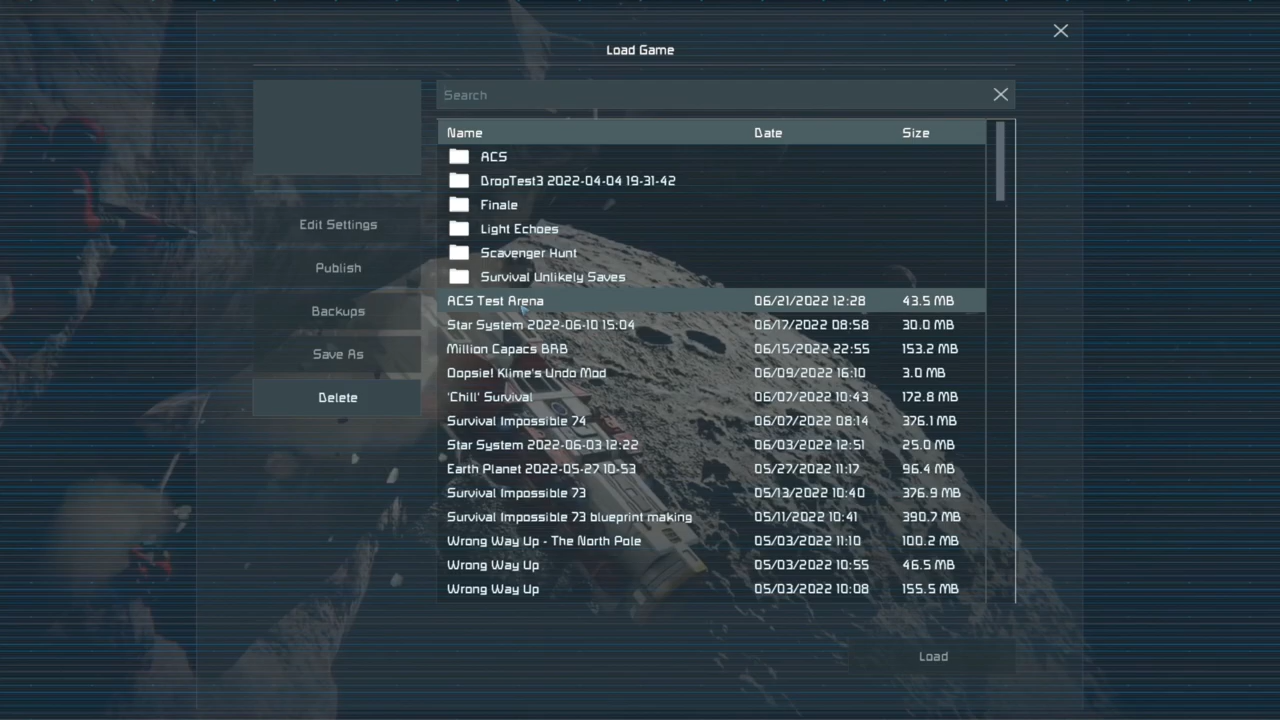 Load Game
Search
Name Date Size
ACS
DropTest3 2022-04-04 19-31-42
Finale
Light Echoes
Scavenger Hunt
Survival Unlikely Saves
ACS Test Arena 06/21/2022 12:28 43.5 MB
Star System 2022-06-10 15:04 06/17/2022 08:58 30.0 MB
Million Capacs BRB 06/15/2022 22:55 153.2 MB
Oopsie! Klime's Undo Mod 06/09/2022 16:10 3.0 MB
'Chill' Survival 06/07/2022 10:43 172.8 MB
Survival Impossible 74 06/07/2022 08:14 376.1 MB
Star System 2022-06-03 12:22 06/03/2022 12:51 25.0 MB
Earth Planet 2022-05-27 10-53 05/27/2022 11:17 96.4 MB
Survival Impossible 73 05/13/2022 10:40 376.9 MB
Survival Impossible 73 blueprint making 05/11/2022 10:41 390.7 MB
Wrong Way Up - The North Pole 05/03/2022 11:10 100.2 MB
Wrong Way Up 05/03/2022 10:55 46.5 MB
Wrong Way Up 05/03/2022 10:08 155.5 MB
Edit Settings
Publish
Backups
Save As
Delete
Load